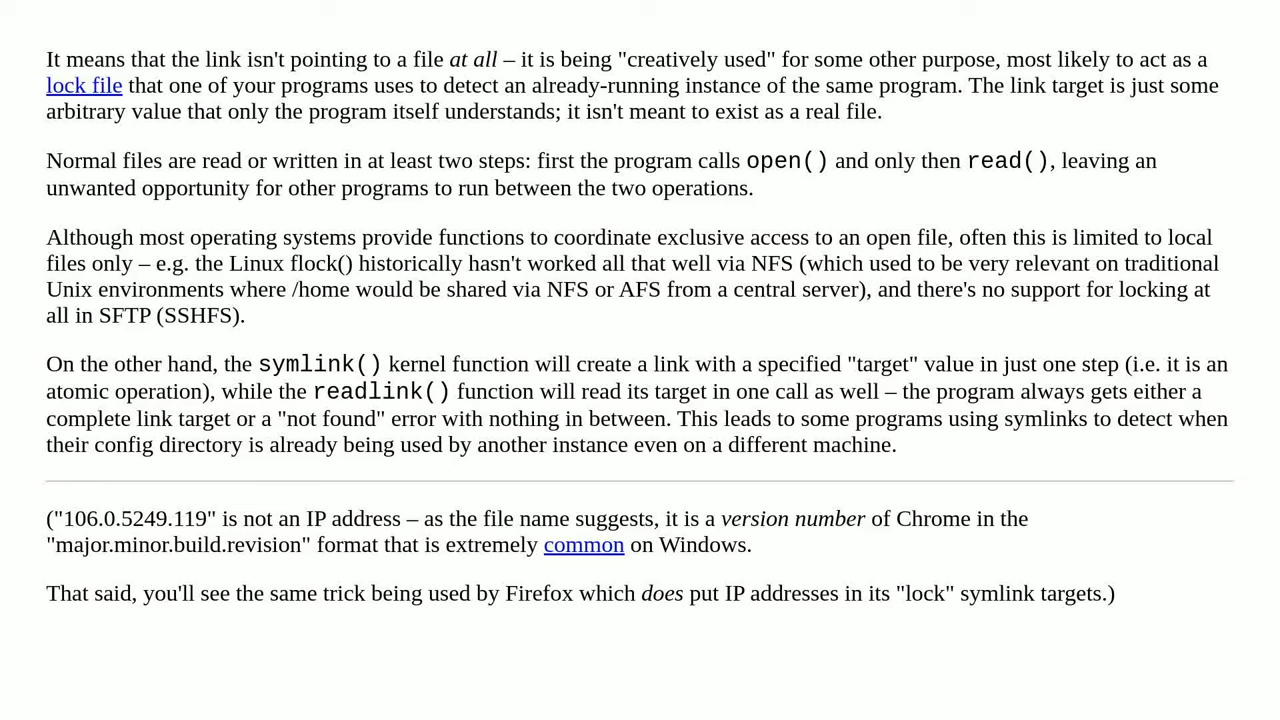 It means that the link isn't pointing to a file at all – it is being "creatively used" for some other purpose, most likely to act as a
lock file that one of your programs uses to detect an already-running instance of the same program. The link target is just some
arbitrary value that only the program itself understands; it isn't meant to exist as a real file.
Normal files are read or written in at least two steps: first the program calls open() and only then read(), leaving an
unwanted opportunity for other programs to run between the two operations.
Although most operating systems provide functions to coordinate exclusive access to an open file, often this is limited to local
files only – e.g. the Linux flock() historically hasn't worked all that well via NFS (which used to be very relevant on traditional
Unix environments where /home would be shared via NFS or AFS from a central server), and there's no support for locking at
all in SFTP (SSHFS).
On the other hand, the symlink() kernel function will create a link with a specified "target" value in just one step (i.e. it is an
atomic operation), while the readlink() function will read its target in one call as well – the program always gets either a
complete link target or a "not found" error with nothing in between. This leads to some programs using symlinks to detect when
their config directory is already being used by another instance even on a different machine.
("106.0.5249.119" is not an IP address – as the file name suggests, it is a version number of Chrome in the
"major.minor.build.revision" format that is extremely common on Windows.
That said, you'll see the same trick being used by Firefox which does put IP addresses in its "lock" symlink targets.)